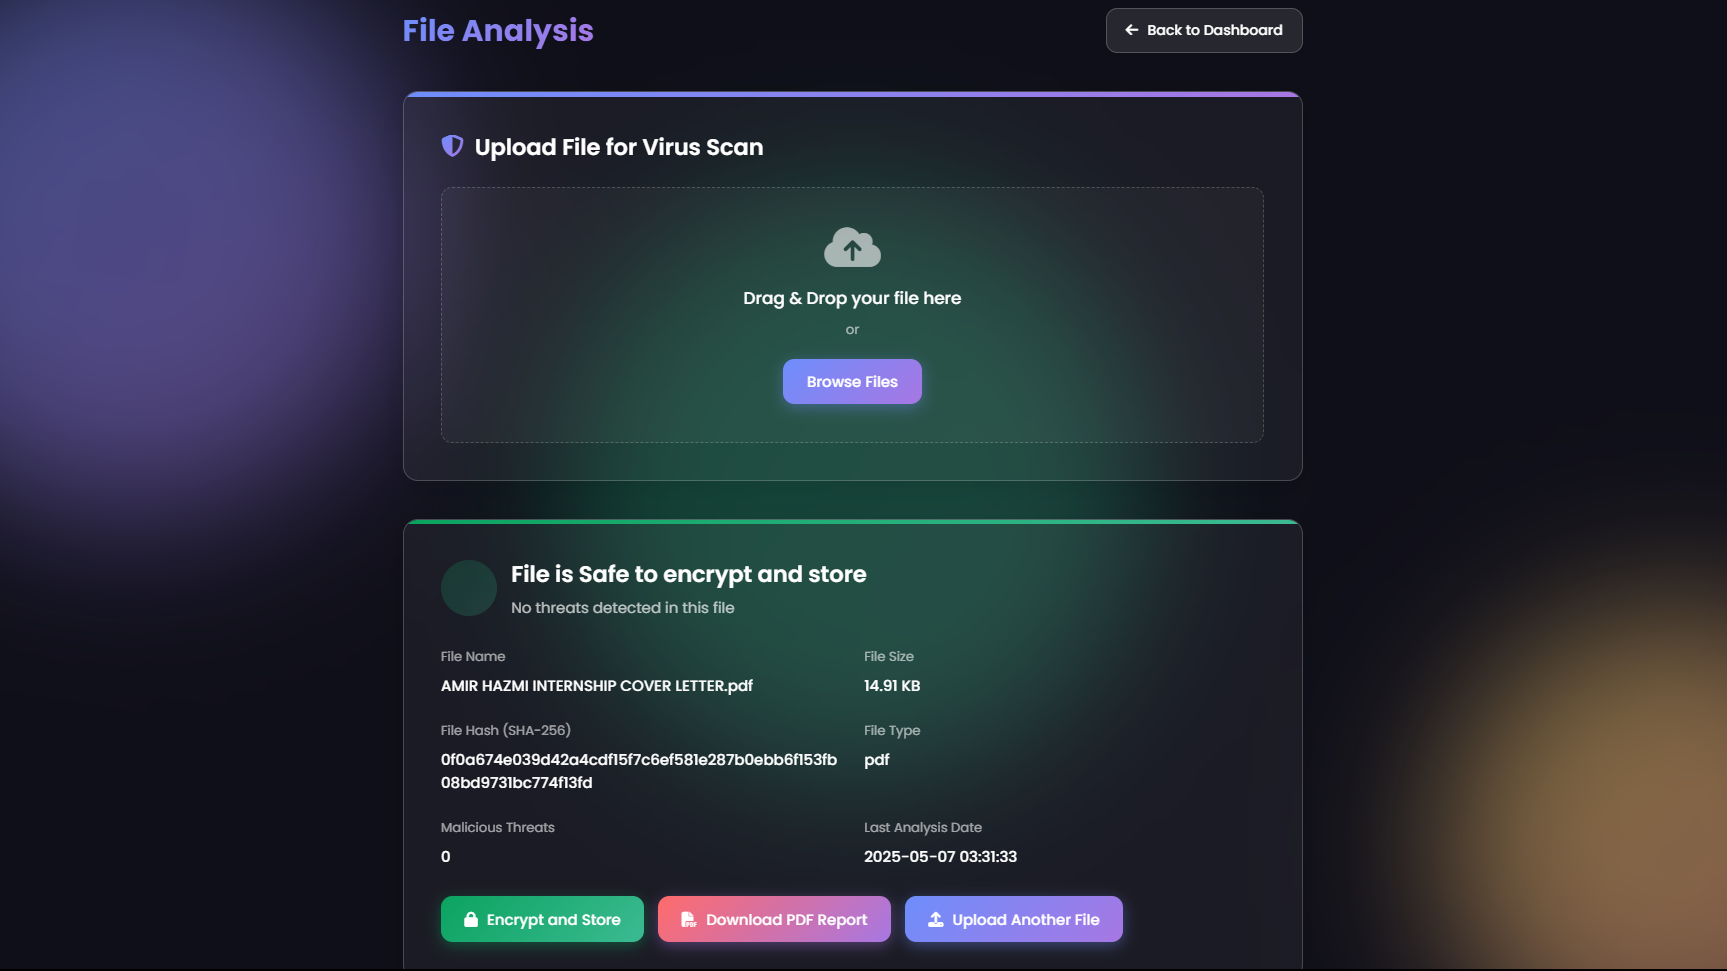 File Analysis
Back to Dashboard
Upload File for Virus Scan
Drag & Drop your file here
or
Browse Files
File is Safe to encrypt and store
No threats detected in this file
File Name
AMIR HAZMI INTERNSHIP COVER LETTER.pdf
File Size
14.91 KB
File Hash (SHA-256)
0f0a674e039d42a4cdf15f7c6ef581e287b0ebb6f153fb
08bd9731bc774f13fd
File Type
pdf
Malicious Threats
0
Last Analysis Date
2025-05-07 03:31:33
Encrypt and Store
Download PDF Report
Upload Another File